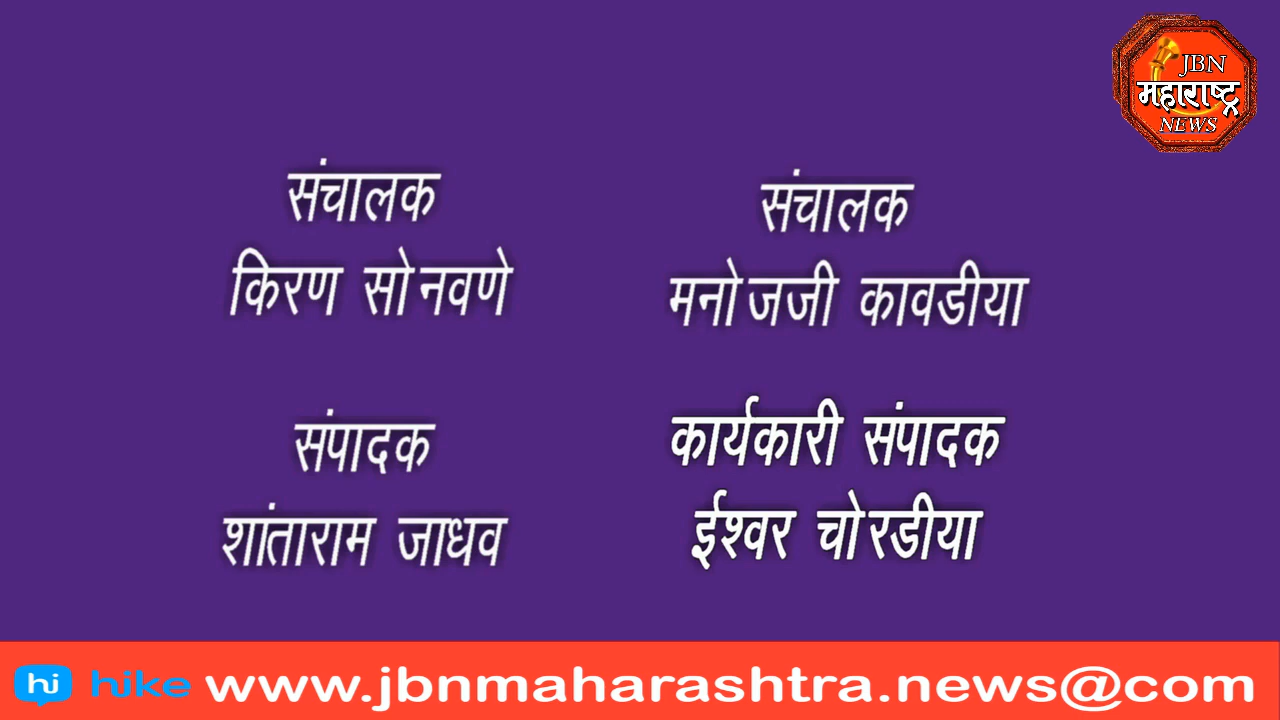 JBN
महाराष्ट्र
NEWS
संचालक
किरण सोनवणे
संचालक
मनोजजी कावडीया
संपादक
शांताराम जाधव
कार्यकारी संपादक
ईश्वर चोरडीया
hi hike www.jbnmaharashtra.news@com